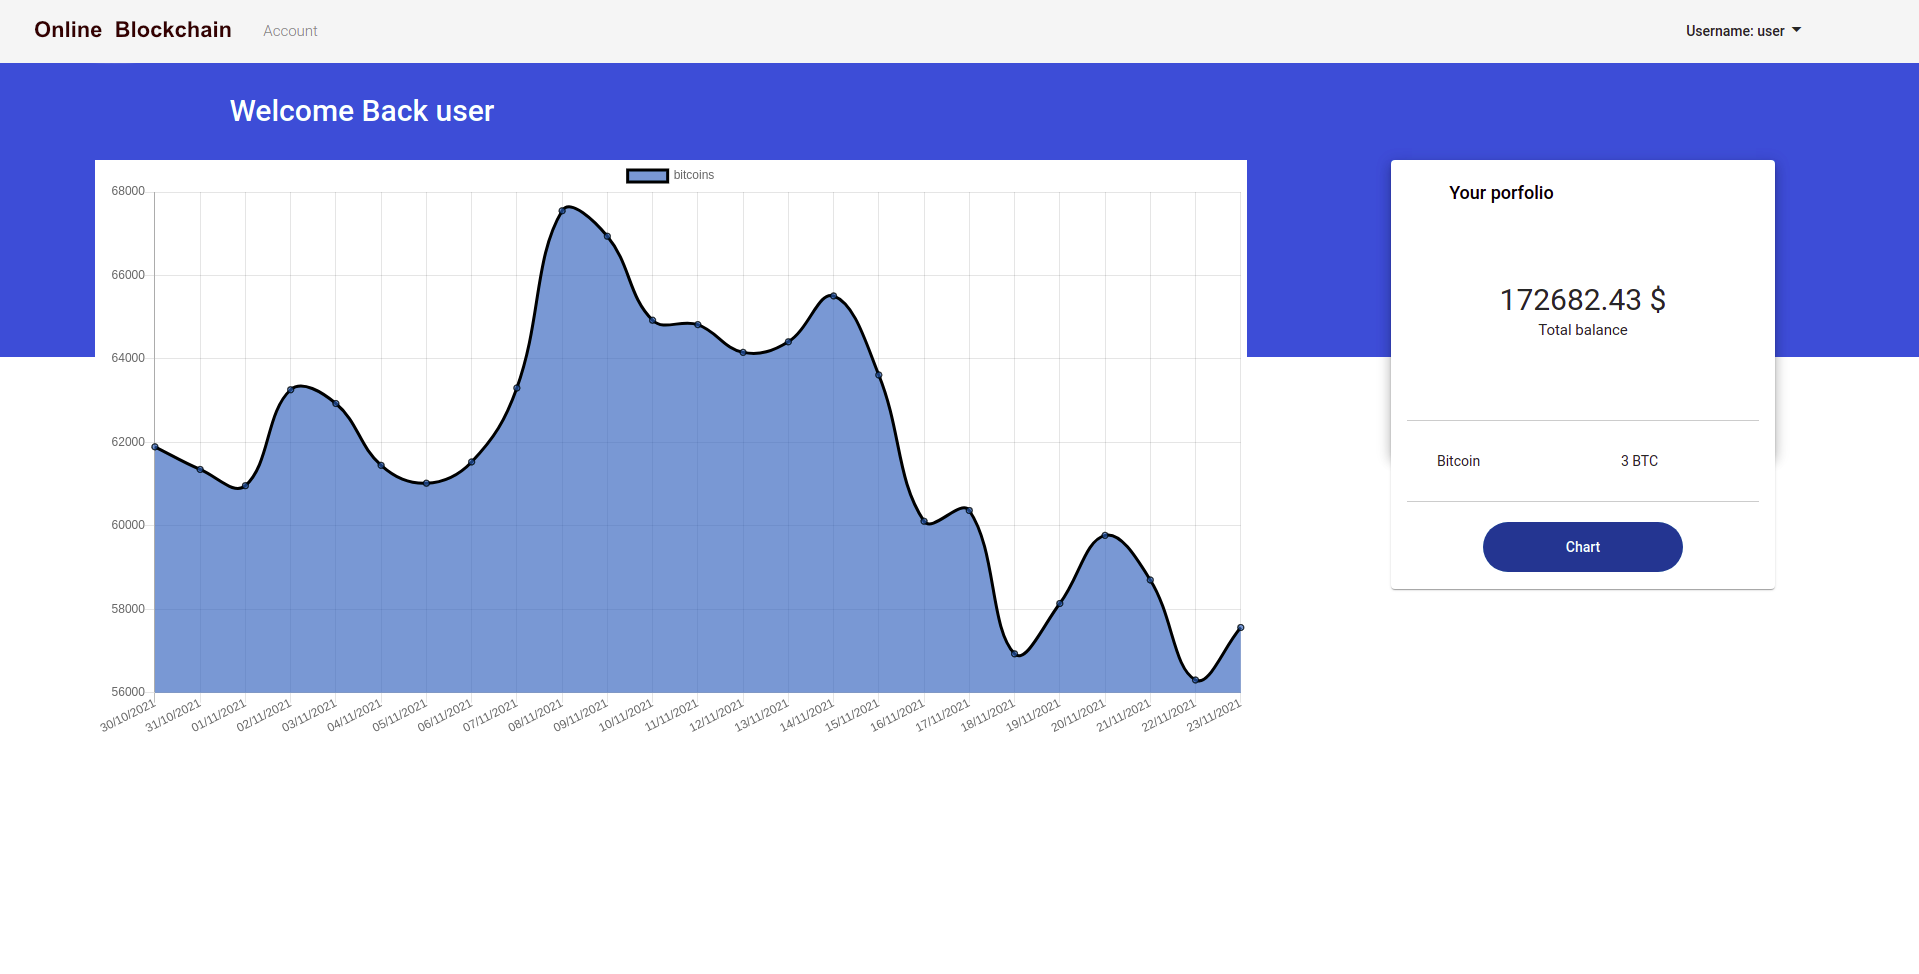 Online Blockchain Account Username: user
Welcome Back user
bitcoins
68000
66000
64000
62000
60000
58000
56000
30/10/2021 31/10/2021 01/11/2021 02/11/2021 03/11/2021 04/11/2021 05/11/2021 06/11/2021 07/11/2021 08/11/2021 09/11/2021 10/11/2021 11/11/2021 12/11/2021 13/11/2021 14/11/2021 15/11/2021 16/11/2021 17/11/2021 18/11/2021 19/11/2021 20/11/2021 21/11/2021 22/11/2021 23/11/2021
Your porfolio
172682.43 $
Total balance
Bitcoin 3 BTC
Chart